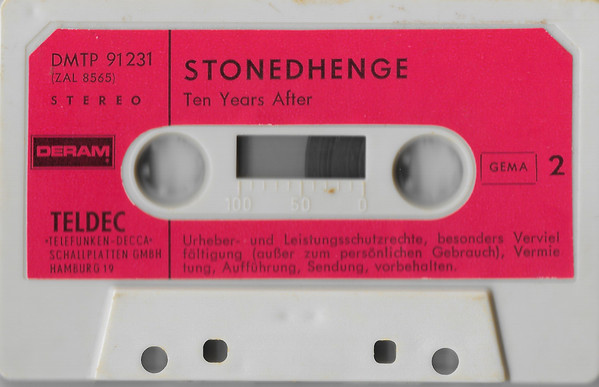 DMTP 91231
(ZAL 8565)
STEREO
STONEDHENGE
Ten Years After
DERAM
GEMA 2
100 50 0
TELDEC
»TELEFUNKEN-DECCA«
SCHALLPLATTEN GMBH
HAMBURG 19
Urheber- und Leistungsschutzrechte, besonders Verviel
fältigung (außer zum persönlichen Gebrauch), Vermie
tung, Aufführung, Sendung, vorbehalten.